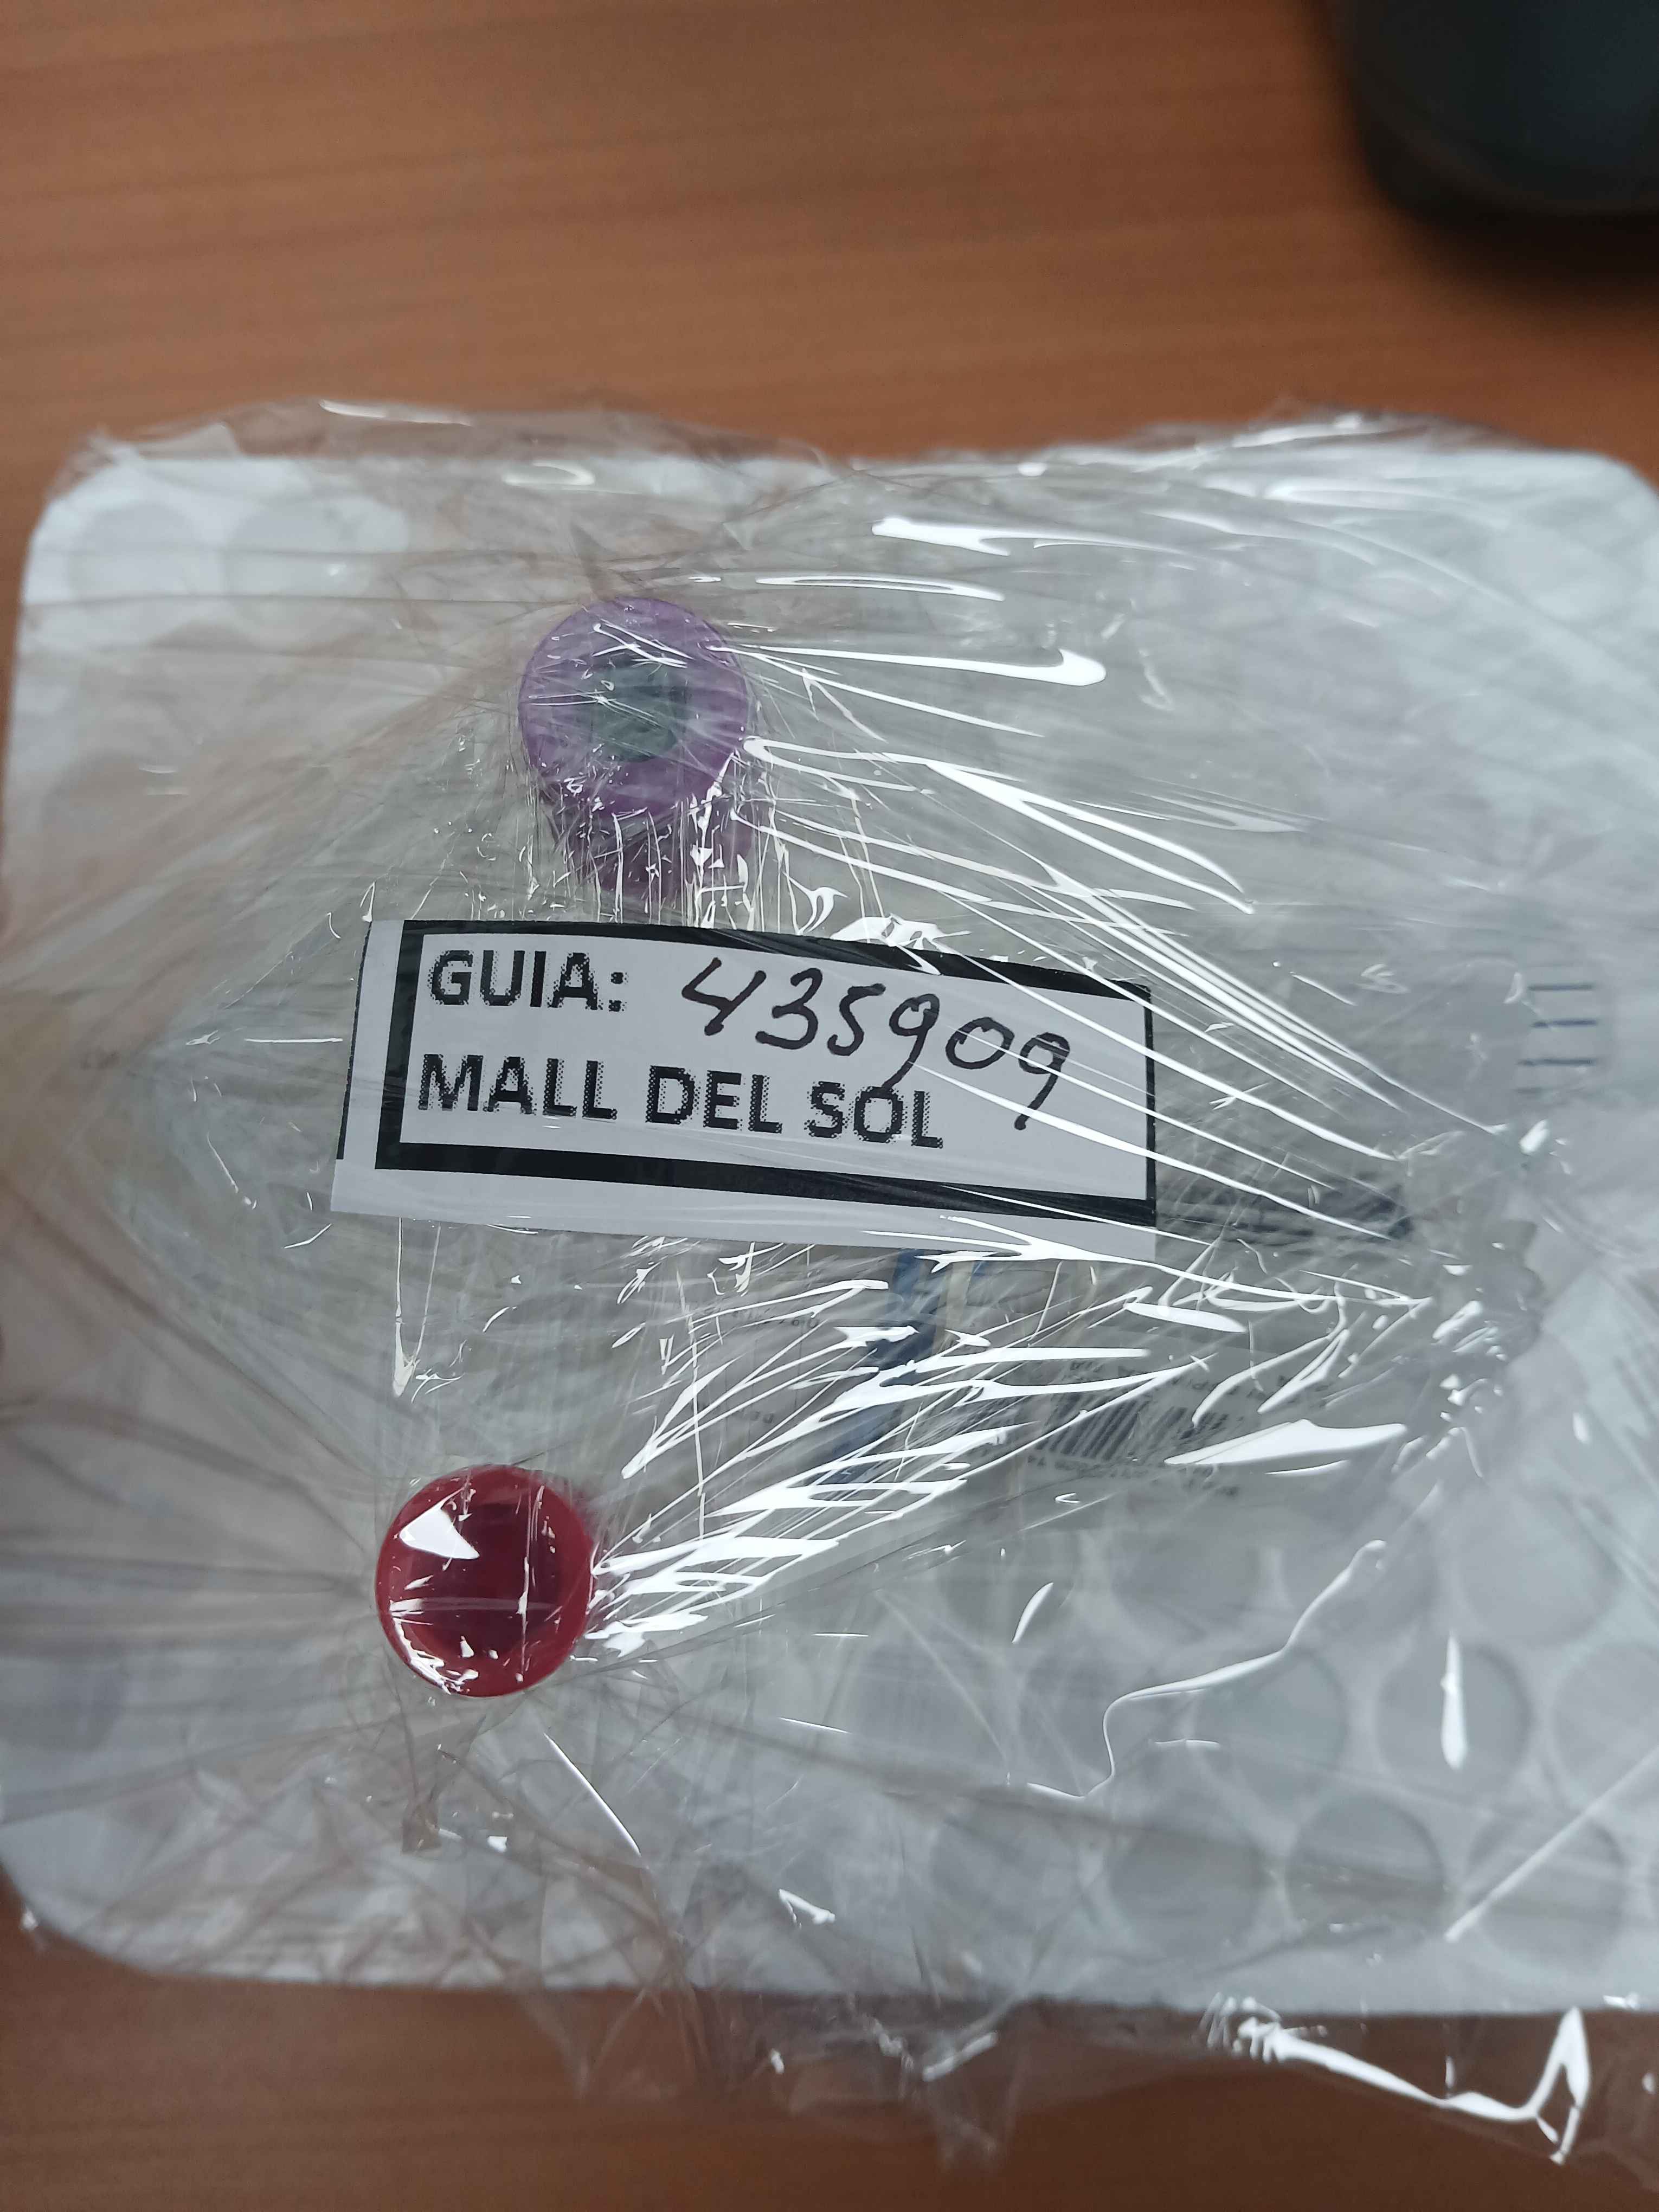 GUIA: 435909
MALL DEL SOL